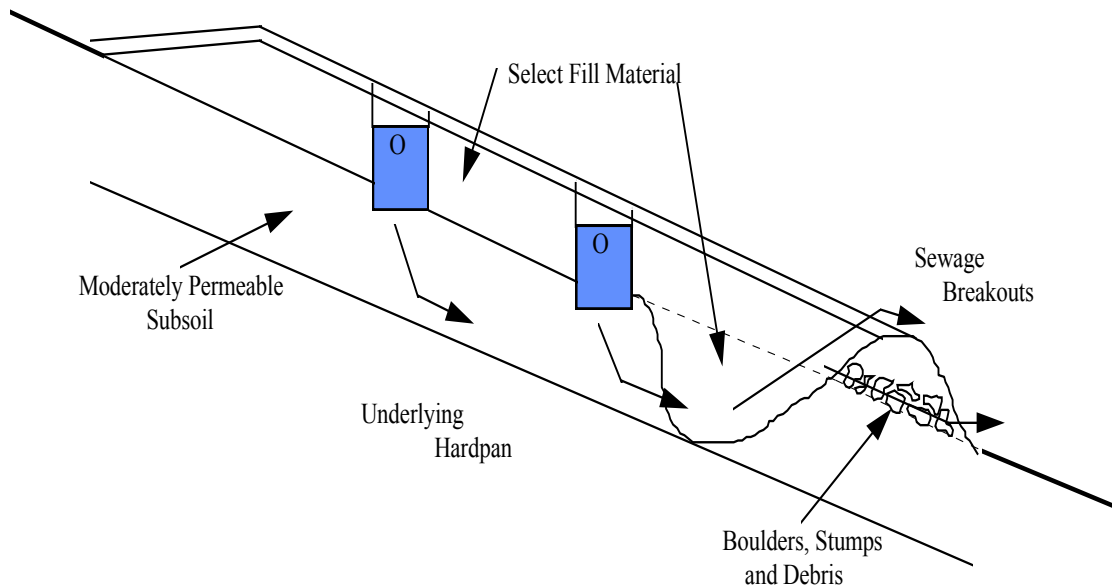 Select Fill Material
O
O
Sewage
Breakouts
Moderately Permeable
Subsoil
Underlying
Hardpan
Boulders, Stumps
and Debris